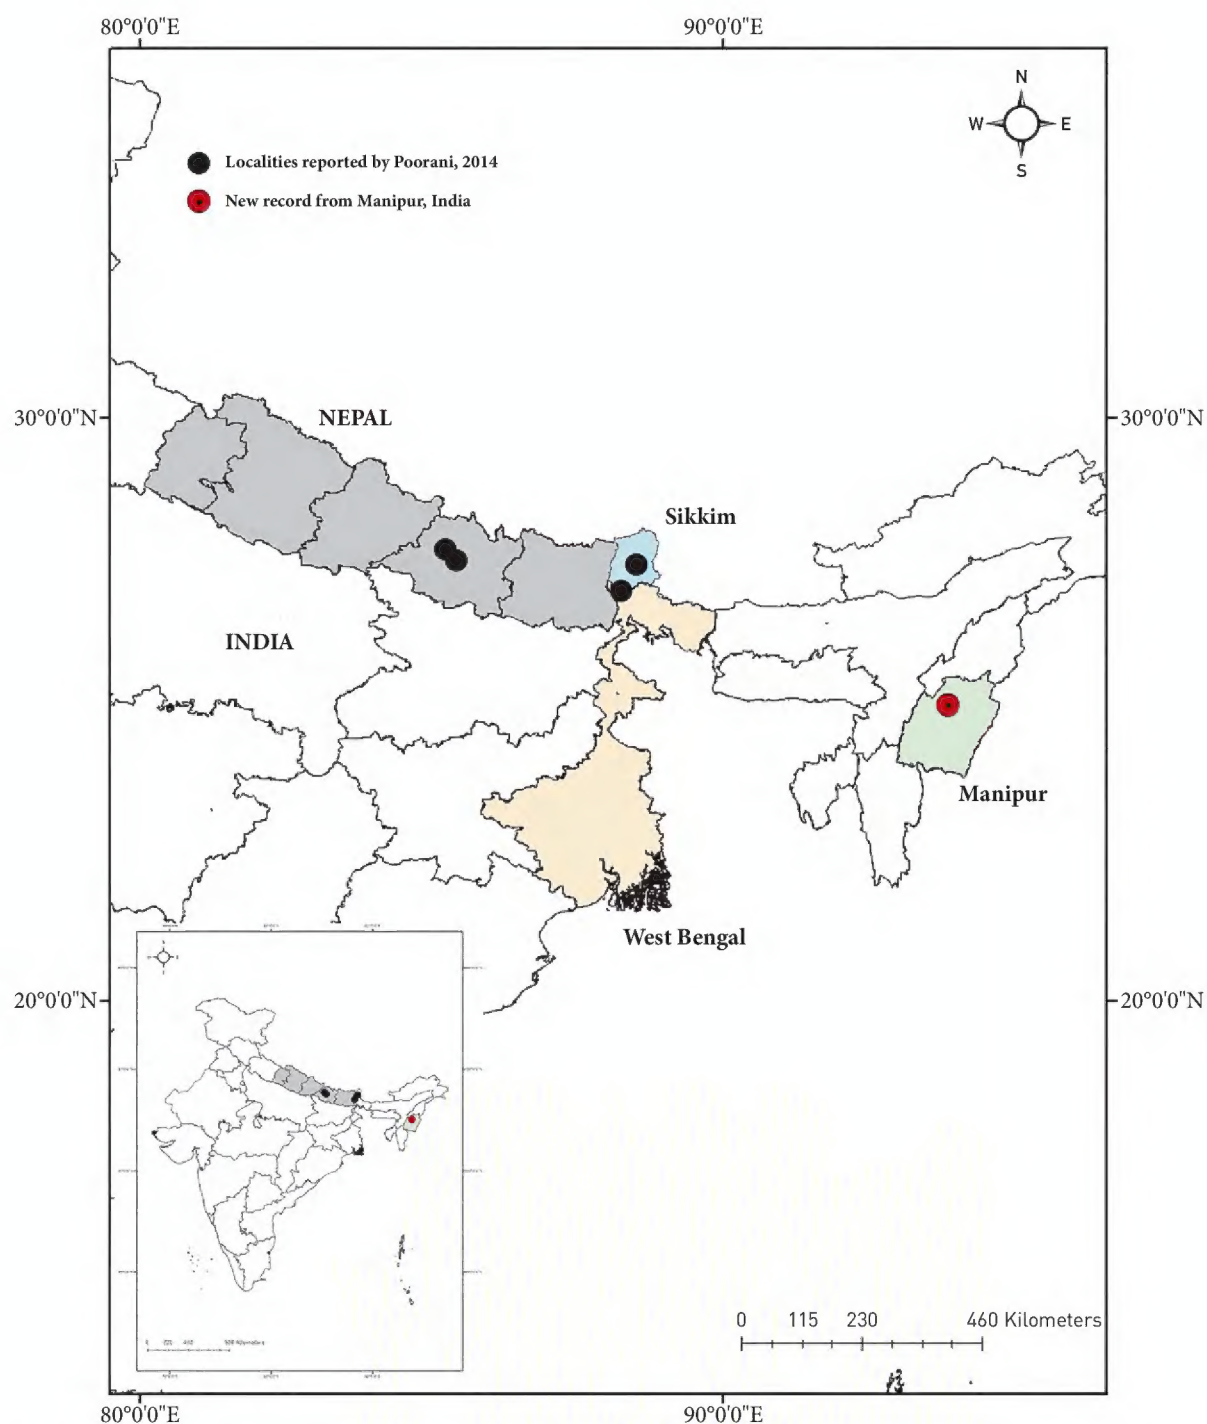 80°0'0"E
90°0'0"E
N
W
E
S
Localities reported by Poorani, 2014
New record from Manipur, India
30°0'0"N
NEPAL
30°0'0"N
Sikkim
INDIA
Manipur
West Bengal
20°0'0"N
20°0'0"N
0 115 230 460 Kilometers
80°0'0"E
90°0'0"E